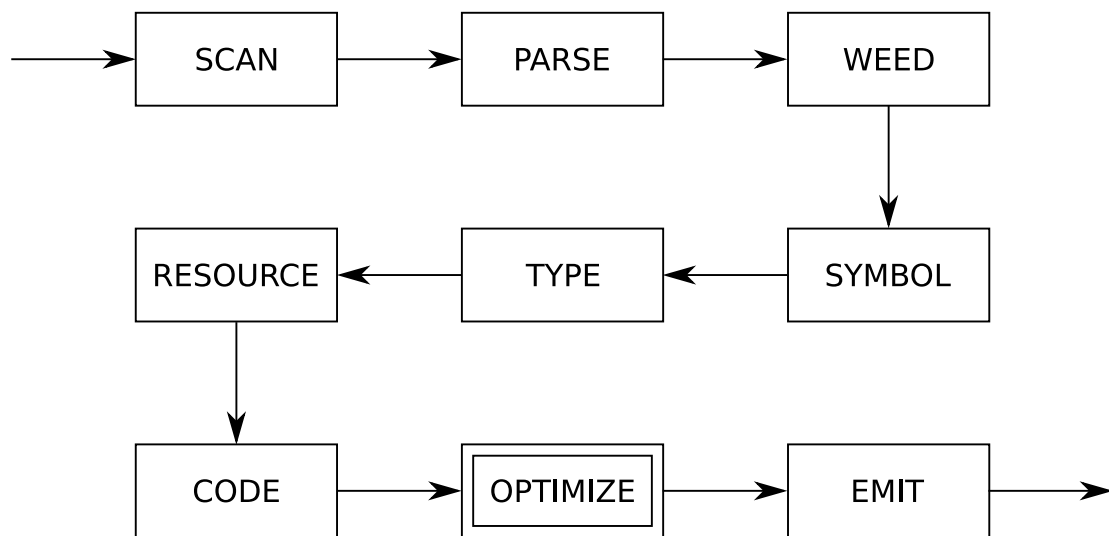 SCAN
PARSE
WEED
RESOURCE
TYPE
SYMBOL
CODE
OPTIMIZE
EMIT